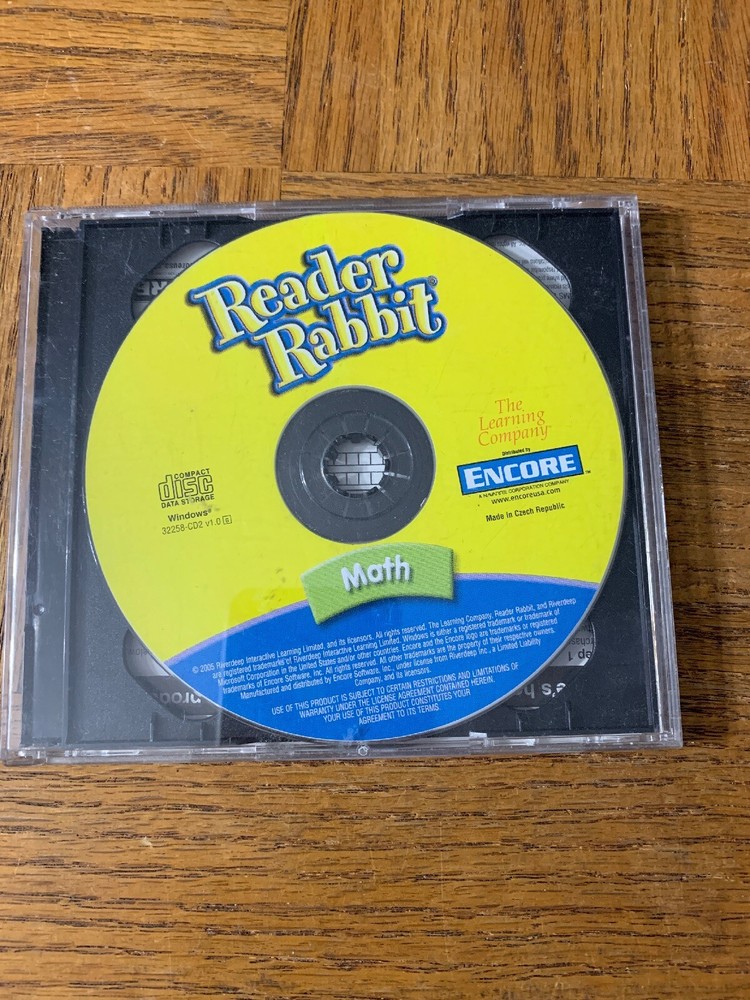 Reader
Rabbit®
The
Learning
Company
Distributed by
ENCORE™
A NAVARRE CORPORATION COMPANY
www.encoreusa.com
Made in Czech Republic
COMPACT
disc
DATA STORAGE
Windows®
32258-CD2 v1.0 S
Math
© 2005 Riverdeep Interactive Learning Limited, and its licensors. All rights reserved. The Learning Company, Reader Rabbit, and Riverdeep
are registered trademarks of Riverdeep Interactive Learning Limited. Windows is either a registered trademark or trademark of
Microsoft Corporation in the United States and/or other countries. Encore and the Encore logo are trademarks or registered
trademarks of Encore Software, Inc. All rights reserved. All other trademarks are the property of their respective owners.
Manufactured and distributed by Encore Software, Inc., under license from Riverdeep Inc., a Limited Liability
Company, and its licensors.
USE OF THIS PRODUCT IS SUBJECT TO CERTAIN RESTRICTIONS AND LIMITATIONS OF
WARRANTY UNDER THE LICENSE AGREEMENT CONTAINED HEREIN.
YOUR USE OF THIS PRODUCT CONSTITUTES YOUR
AGREEMENT TO ITS TERMS.